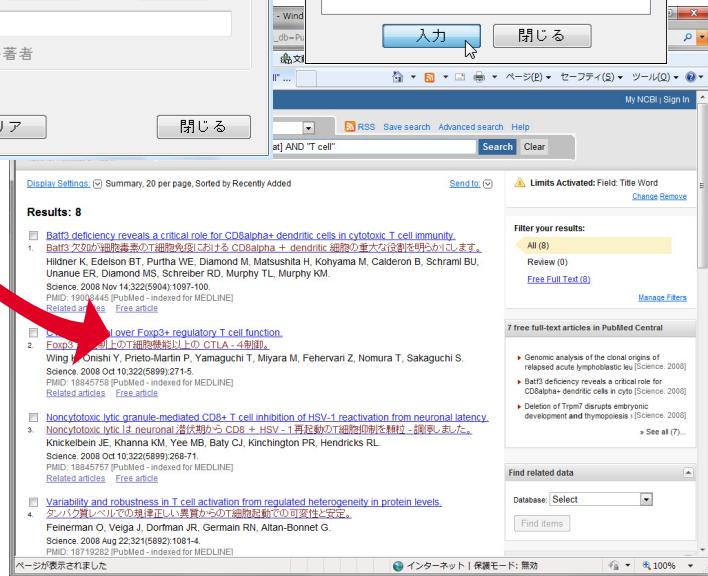 著者
リア
閉じる
入力
閉じる
- Wind
_db=Pu
ページ(P)
セーフティ(S)
ツール(O)
My NCBI | Sign In
RSS Save search Advanced search Help
at] AND "T cell"
Search
Clear
Display Settings: Summary, 20 per page, Sorted by Recently Added
Send to:
Results: 8
Batf3 deficiency reveals a critical role for CD8alpha+ dendritic cells in cytotoxic T cell immunity.
1. Batf3 欠如が細胞毒素のT細胞免疫における CD8alpha + dendritic 細胞の重大な役割を明らかにします。
Hildner K, Edelson BT, Purtha WE, Diamond M, Matsushita H, Kohyama M, Calderon B, Schraml BU,
Unanue ER, Diamond MS, Schreiber RD, Murphy TL, Murphy KM.
Science. 2008 Nov 14;322(5904):1097-100.
PMID: 19008445 [PubMed - indexed for MEDLINE]
Related articles Free article
over Foxp3+ regulatory T cell function.
2. Foxp3 制上のT細胞機能以上の CTLA - 4制御。
Wing K, Onishi Y, Prieto-Martin P, Yamaguchi T, Miyara M, Fehervari Z, Nomura T, Sakaguchi S.
Science. 2008 Oct 10;322(5899):271-5.
PMID: 18845758 [PubMed - indexed for MEDLINE]
Related articles Free article
Noncytotoxic lytic granule-mediated CD8+ T cell inhibition of HSV-1 reactivation from neuronal latency.
3. Noncytotoxic lytic は neuronal 潜伏期から CD8 + HSV - 1再起動のT細胞抑制を顆粒 - 調停しました。
Knickelbein JE, Khanna KM, Yee MB, Baty CJ, Kinchington PR, Hendricks RL.
Science. 2008 Oct 10;322(5899):268-71.
PMID: 18845757 [PubMed - indexed for MEDLINE]
Related articles Free article
Variability and robustness in T cell activation from regulated heterogeneity in protein levels.
4. タンパク質レベルでの規律正しい異質からのT細胞起動での可変性と安定。
Feinerman O, Veiga J, Dorfman JR, Germain RN, Altan-Bonnet G.
Science. 2008 Aug 22;321(5892):1081-4.
PMID: 18719282 [PubMed - indexed for MEDLINE]
Limits Activated: Field: Title Word
Change Remove
Filter your results:
All (8)
Review (0)
Free Full Text (8)
Manage Filters
7 free full-text articles in PubMed Central
Genomic analysis of the clonal origins of
relapsed acute lymphoblastic leu [Science. 2008]
Batf3 deficiency reveals a critical role for
CD8alpha+ dendritic cells in cyto [Science. 2008]
Deletion of Trpm7 disrupts embryonic
development and thymopoiesis [Science. 2008]
» See all (7)...
Find related data
Database: Select
Find items
ページが表示されました
インターネット | 保護モード: 無効
100%